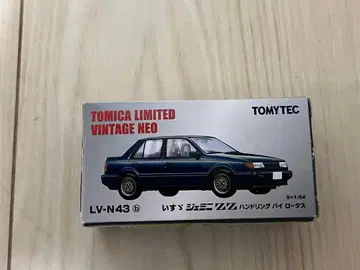 TOMICA LIMITED
VINTAGE NEO
TOMYTEC
S=1/64
LV-N43 b いすゞ ジェミニ ZZ ハンドリング バイ ロータス